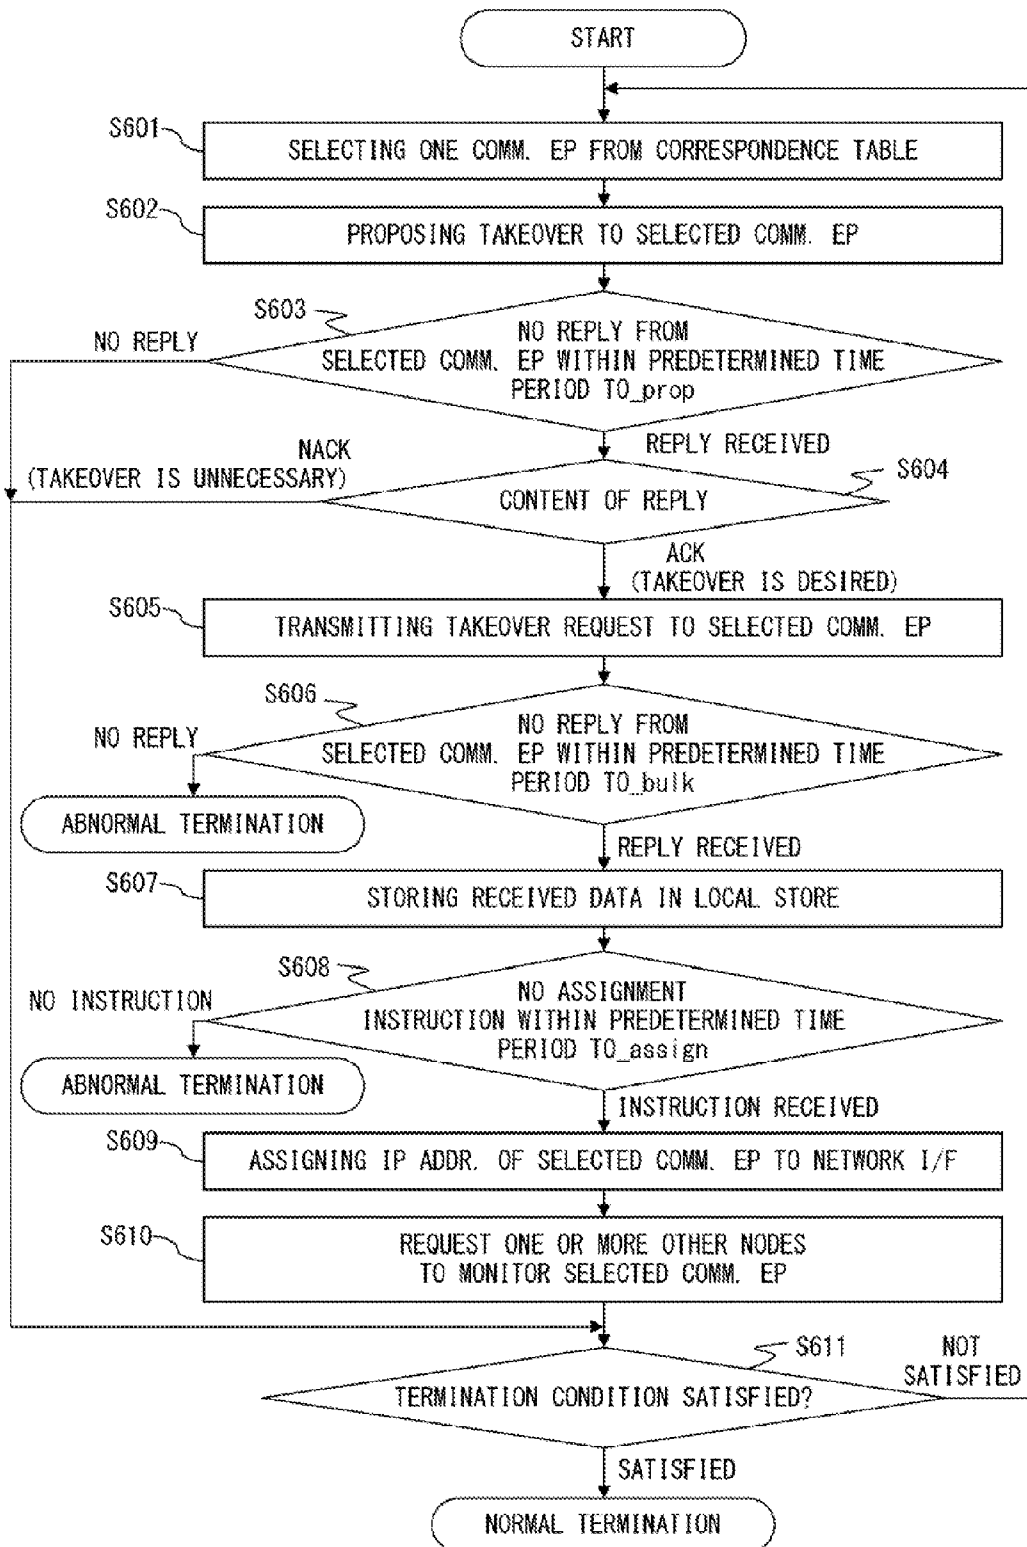 START
S601
SELECTING ONE COMM. EP FROM CORRESPONDENCE TABLE
S602
PROPOSING TAKEOVER TO SELECTED COMM. EP
S603
NO REPLY
NO REPLY FROM
SELECTED COMM. EP WITHIN PREDETERMINED TIME
PERIOD TO_prop
REPLY RECEIVED
NACK
(TAKEOVER IS UNNECESSARY)
S604
CONTENT OF REPLY
ACK
(TAKEOVER IS DESIRED)
S605
TRANSMITTING TAKEOVER REQUEST TO SELECTED COMM. EP
S606
NO REPLY
NO REPLY FROM
SELECTED COMM. EP WITHIN PREDETERMINED TIME
PERIOD TO_bulk
ABNORMAL TERMINATION
REPLY RECEIVED
S607
STORING RECEIVED DATA IN LOCAL STORE
S608
NO INSTRUCTION
NO ASSIGNMENT
INSTRUCTION WITHIN PREDETERMINED TIME
PERIOD TO_assign
ABNORMAL TERMINATION
INSTRUCTION RECEIVED
S609
ASSIGNING IP ADDR. OF SELECTED COMM. EP TO NETWORK I/F
S610
REQUEST ONE OR MORE OTHER NODES
TO MONITOR SELECTED COMM. EP
S611
NOT
SATISFIED
TERMINATION CONDITION SATISFIED?
SATISFIED
NORMAL TERMINATION